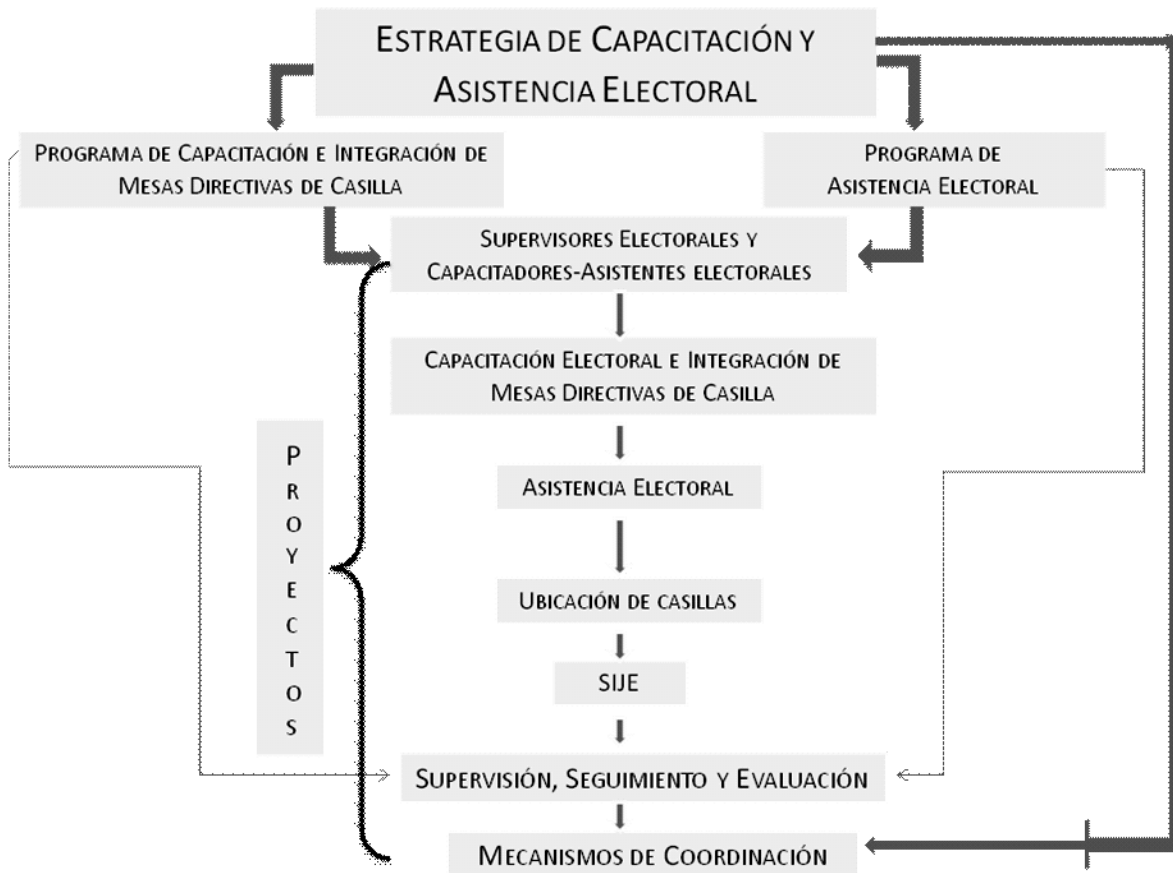 ESTRATEGIA DE CAPACITACIÓN Y
ASISTENCIA ELECTORAL
PROGRAMA DE CAPACITACIÓN E INTEGRACIÓN DE
MESAS DIRECTIVAS DE CASILLA
PROGRAMA DE
ASISTENCIA ELECTORAL
SUPERVISORES ELECTORALES Y
CAPACITADORES-ASISTENTES ELECTORALES
CAPACITACIÓN ELECTORAL E INTEGRACIÓN DE
MESAS DIRECTIVAS DE CASILLA
PROYECTOS
ASISTENCIA ELECTORAL
UBICACIÓN DE CASILLAS
SIJE
SUPERVISIÓN, SEGUIMIENTO Y EVALUACIÓN
MECANISMOS DE COORDINACIÓN